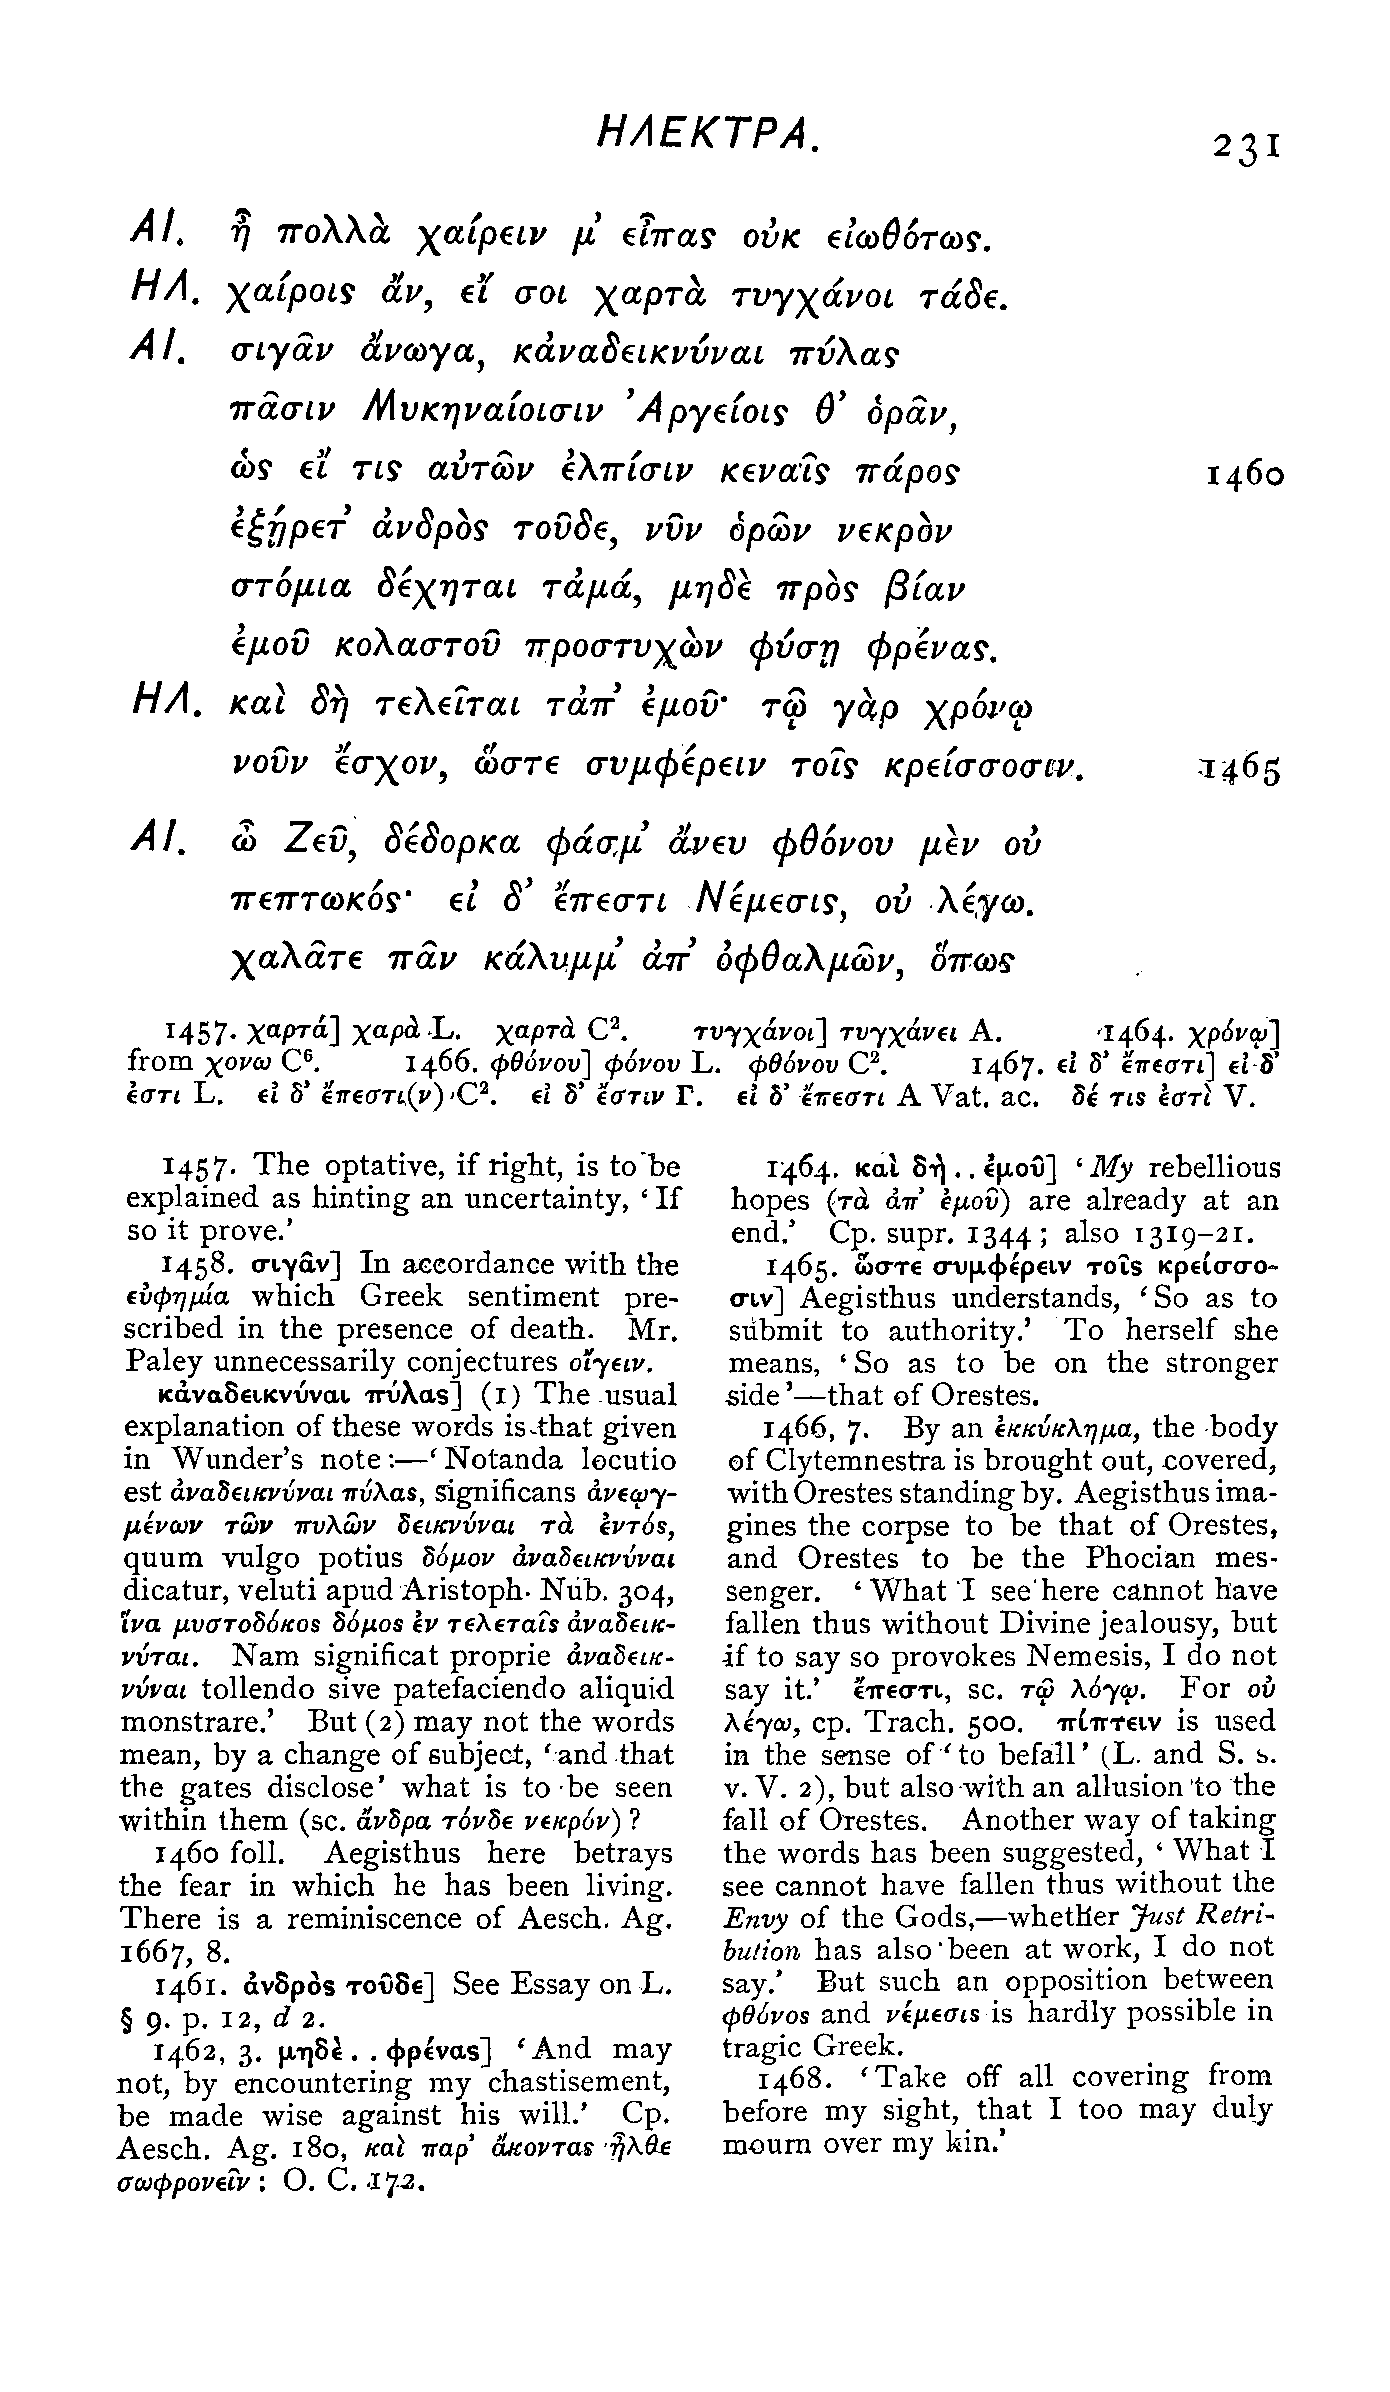 ΗΛΕΚΤΡΑ.
231
ΑΙ. ἦ πολλὰ χαίρειν μ’ εἶπας οὐκ εἰωθότως.
ΗΛ. χαίροις ἄν, εἴ σοι χαρτὰ τυγχάνοι τάδε.
ΑΙ. σιγᾶν ἄνωγα, κἀναδεικνύναι πύλας
πᾶσιν Μυκηναίοισιν Ἀργείοις θ’ ὁρᾶν,
ὡς εἴ τις αὐτῶν ἐλπίσιν κεναῖς πάρος 1460
ἐξῄρετ’ ἀνδρὸς τοῦδε, νῦν ὁρῶν νεκρὸν
στόμια δέχηται τἀμά, μηδὲ πρὸς βίαν
ἐμοῦ κολαστοῦ προστυχὼν φύσῃ φρένας.
ΗΛ. καὶ δὴ τελεῖται τἀπ’ ἐμοῦ· τῷ γὰρ χρόνῳ
νοῦν ἔσχον, ὥστε συμφέρειν τοῖς κρείσσοσιν. 1465
ΑΙ. ὦ Ζεῦ, δέδορκα φάσμ’ ἄνευ φθόνου μὲν οὐ
πεπτωκός· εἰ δ’ ἔπεστι Νέμεσις, οὐ λέγω.
χαλᾶτε πᾶν κάλυμμ’ ἀπ’ ὀφθαλμῶν, ὅπως
1457. χαρτά] χαρὰ L. χαρτὰ C². τυγχάνοι] τυγχάνει A. 1464. χρόνῳ]
from χονω C⁶. 1466. φθόνου] φόνου L. φθόνου C². 1467. εἰ δ’ ἔπεστι] εἰ δ’
ἐστι L. εἰ δ’ ἔπεστι(ν) C². εἰ δ’ ἔστιν Γ. εἰ δ’ ἔπεστι A Vat. ac. δέ τις ἐστὶ V.
1457. The optative, if right, is to be
explained as hinting an uncertainty, ‘If
so it prove.’
1458. σιγᾶν] In accordance with the
εὐφημία which Greek sentiment pre-
scribed in the presence of death. Mr.
Paley unnecessarily conjectures οἴγειν.
κἀναδεικνύναι πύλας] (1) The usual
explanation of these words is that given
in Wunder’s note:—‘Notanda locutio
est ἀναδεικνύναι πύλας, significans ἀνεῳγ-
μένων τῶν πυλῶν δεικνύναι τὰ ἐντός,
quum vulgo potius δόμον ἀναδεικνύναι
dicatur, veluti apud Aristoph. Nub. 304,
ἵνα μυστοδόκος δόμος ἐν τελεταῖς ἀναδεικ-
νύται. Nam significat proprie ἀναδεικ-
νύναι tollendo sive patefaciendo aliquid
monstrare.’ But (2) may not the words
mean, by a change of subject, ‘and that
the gates disclose’ what is to be seen
within them (sc. ἄνδρα τόνδε νεκρόν)?
1460 foll. Aegisthus here betrays
the fear in which he has been living.
There is a reminiscence of Aesch. Ag.
1667, 8.
1461. ἀνδρὸς τοῦδε] See Essay on L.
§ 9. p. 12, d 2.
1462, 3. μηδὲ . . φρένας] ‘And may
not, by encountering my chastisement,
be made wise against his will.’ Cp.
Aesch. Ag. 180, καὶ παρ’ ἄκοντας ἦλθε
σωφρονεῖν: O. C. 172.
1464. καὶ δὴ . . ἐμοῦ] ‘My rebellious
hopes (τὰ ἀπ’ ἐμοῦ) are already at an
end.’ Cp. supr. 1344; also 1319–21.
1465. ὥστε συμφέρειν τοῖς κρείσσο-
σιν] Aegisthus understands, ‘So as to
submit to authority.’ To herself she
means, ‘So as to be on the stronger
side’—that of Orestes.
1466, 7. By an ἐκκύκλημα, the body
of Clytemnestra is brought out, covered,
with Orestes standing by. Aegisthus ima-
gines the corpse to be that of Orestes,
and Orestes to be the Phocian mes-
senger. ‘What I see here cannot have
fallen thus without Divine jealousy, but
if to say so provokes Nemesis, I do not
say it.’ ἔπεστι, sc. τῷ λόγῳ. For οὐ
λέγω, cp. Trach. 500. πίπτειν is used
in the sense of ‘to befall’ (L. and S. s.
v. V. 2), but also with an allusion to the
fall of Orestes. Another way of taking
the words has been suggested, ‘What I
see cannot have fallen thus without the
Envy of the Gods,—whether Just Retri-
bution has also been at work, I do not
say.’ But such an opposition between
φθόνος and νέμεσις is hardly possible in
tragic Greek.
1468. ‘Take off all covering from
before my sight, that I too may duly
mourn over my kin.’